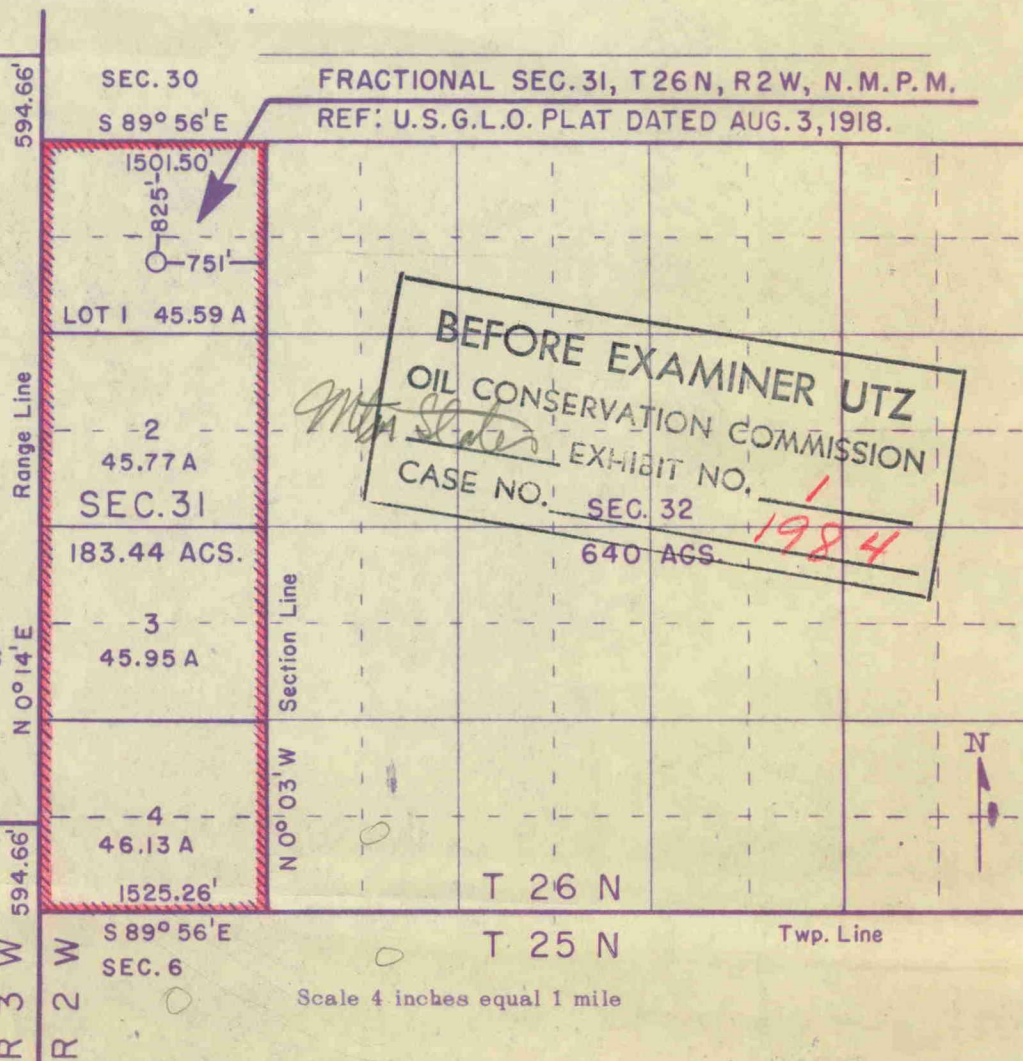 SEC. 30
FRACTIONAL SEC. 31, T 26 N, R 2 W, N.M.P.M.
S 89° 56' E
REF: U.S.G.L.O. PLAT DATED AUG. 3, 1918.
594.66'
1501.50'
825'
751'
LOT 1 45.59 A
Range Line
2
45.77 A
SEC. 31
183.44 ACS.
3
45.95 A
N 0° 14' E
Section Line
N 0° 03' W
4
46.13 A
1525.26'
594.66'
BEFORE EXAMINER UTZ
OIL CONSERVATION COMMISSION
Mtn States EXHIBIT NO. 1
CASE NO. 1984
SEC. 32
640 ACS.
N
T 26 N
S 89° 56' E
T 25 N
Twp. Line
SEC. 6
R 3 W
R 2 W
Scale 4 inches equal 1 mile